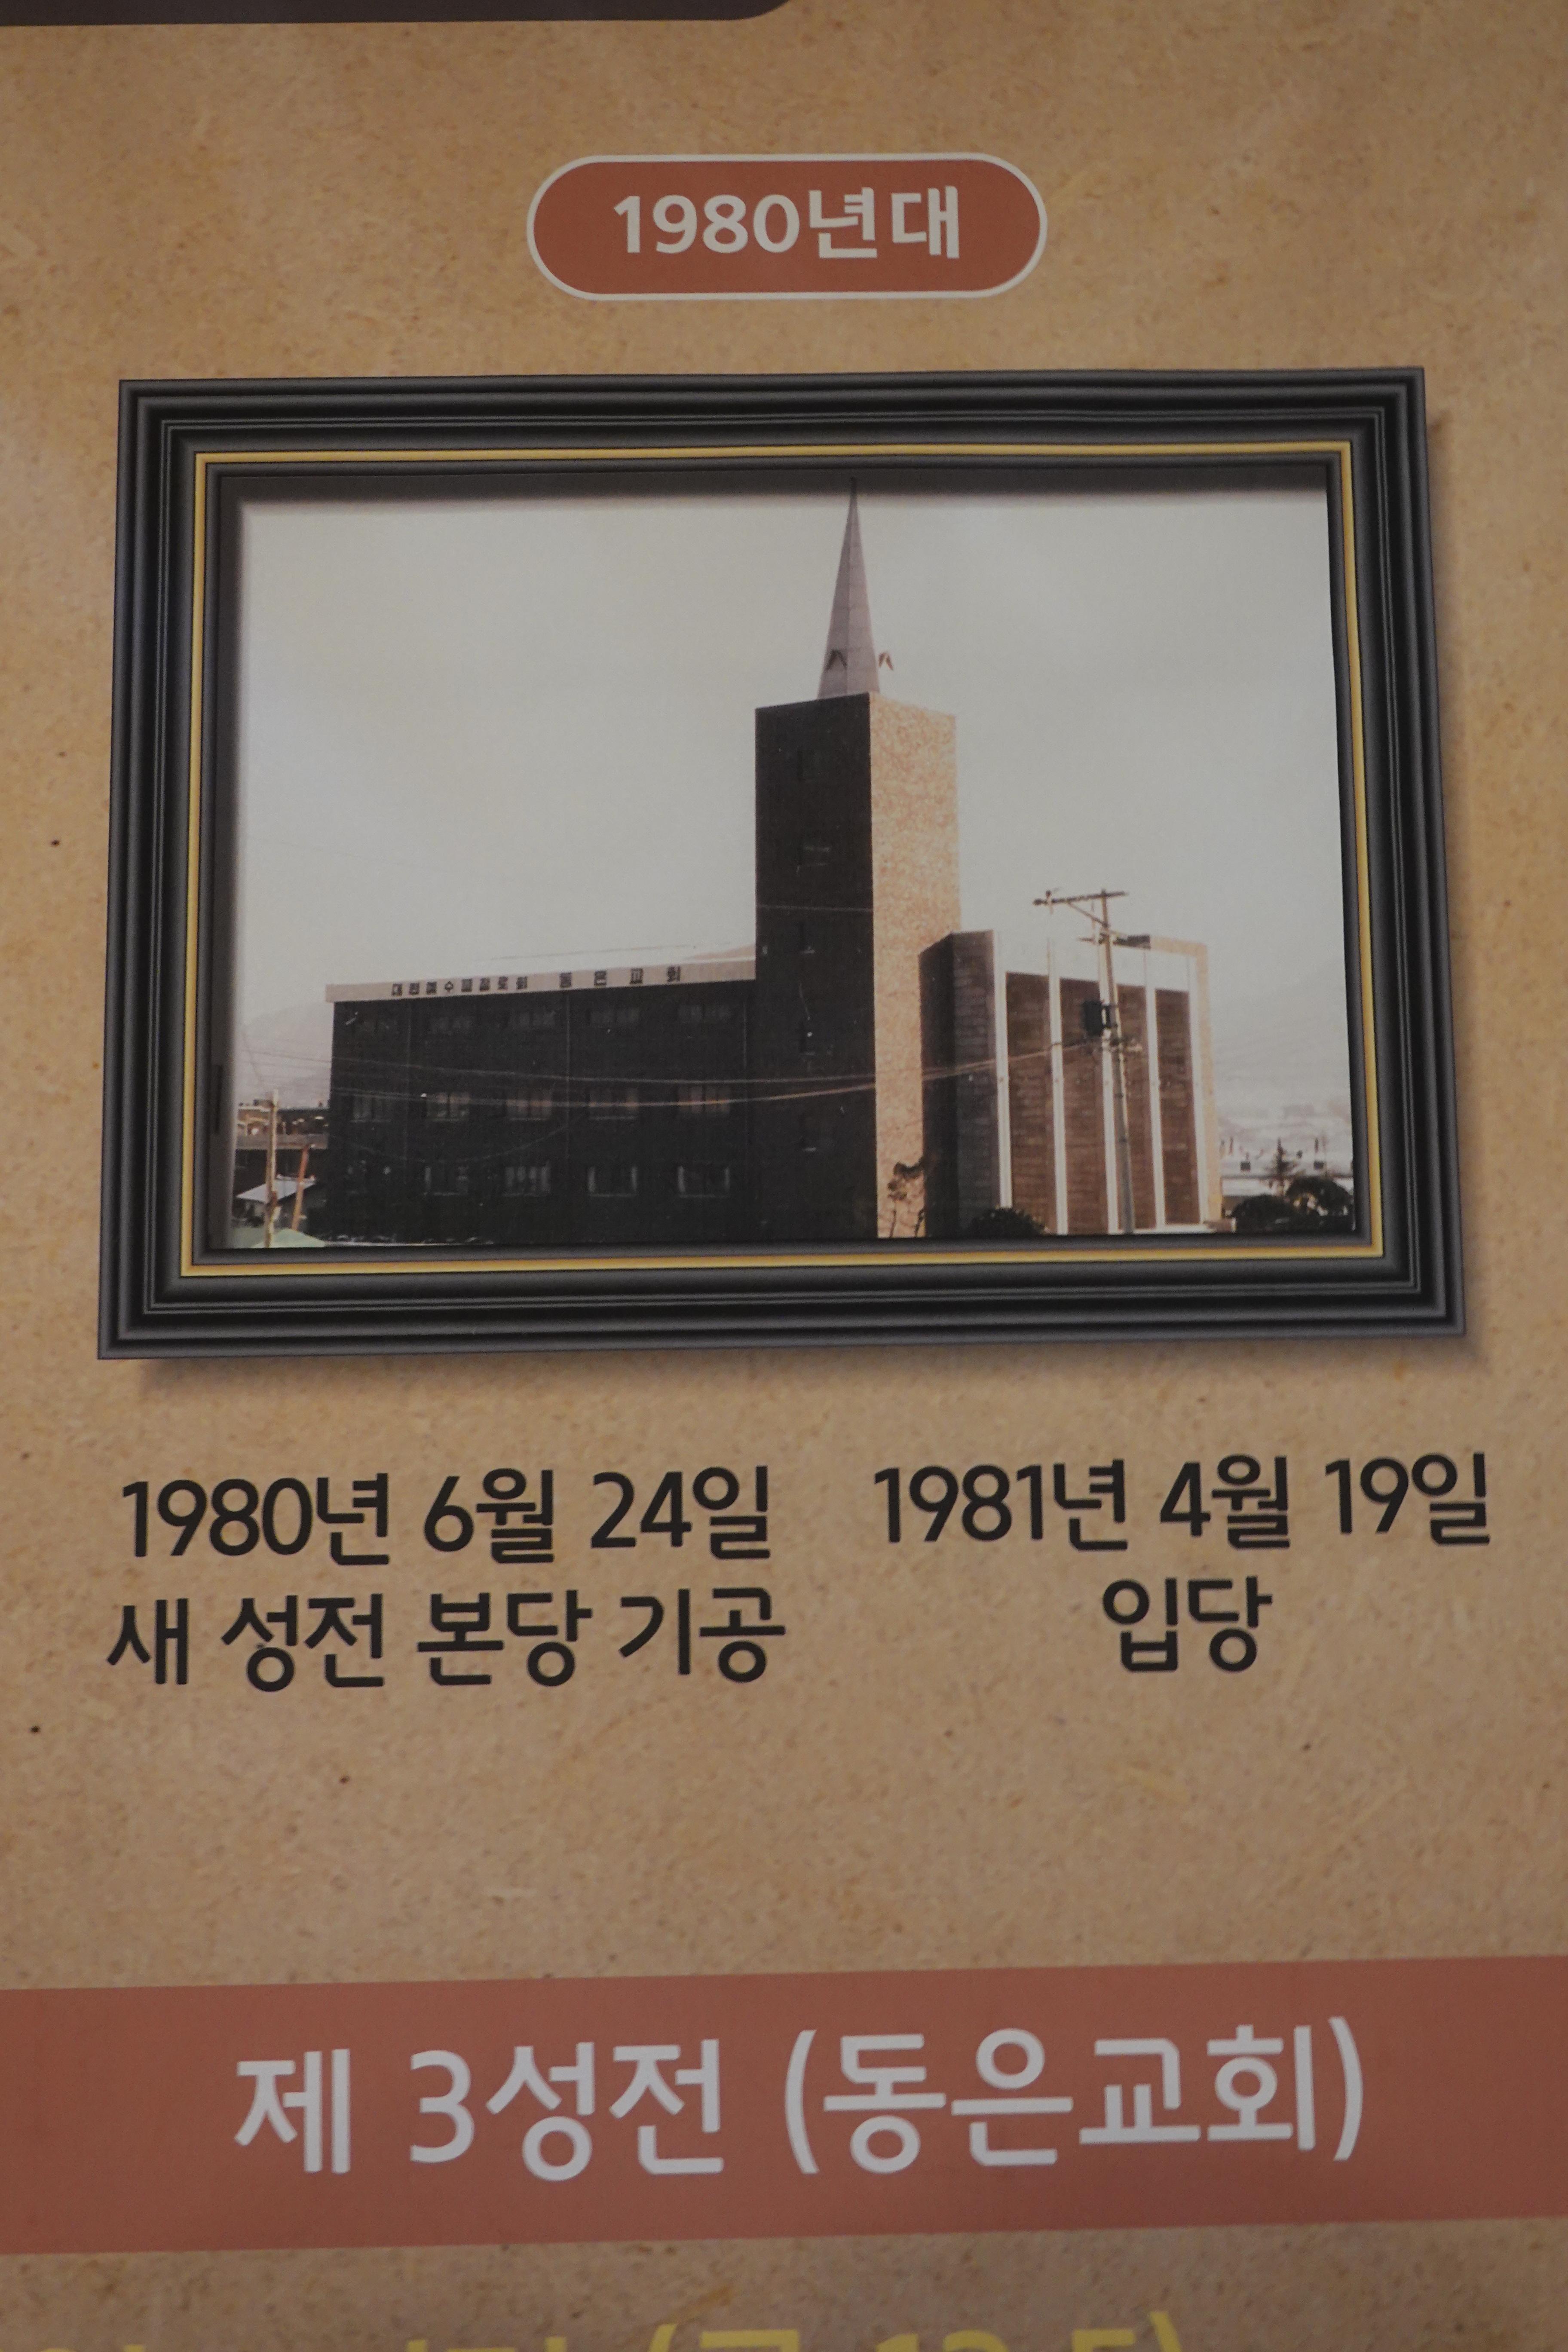 1980년대
대한예수교장로회 동은교회
1980년 6월 24일
새 성전 본당 기공
1981년 4월 19일
입당
제 3성전 (동은교회)